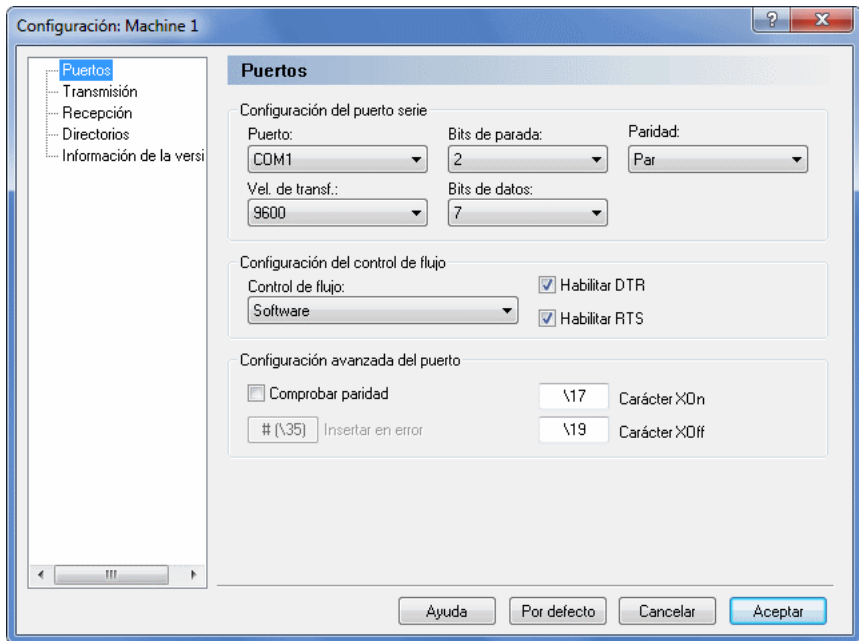 Configuración: Machine 1
Puertos
Transmisión
Recepción
Directorios
Información de la versi
Puertos
Configuración del puerto serie
Puerto: Bits de parada: Paridad:
COM1 2 Par
Vel. de transf.: Bits de datos:
9600 7
Configuración del control de flujo
Control de flujo: Habilitar DTR
Software Habilitar RTS
Configuración avanzada del puerto
Comprobar paridad \17 Carácter XOn
# (\35) Insertar en error \19 Carácter XOff
Ayuda Por defecto Cancelar Aceptar